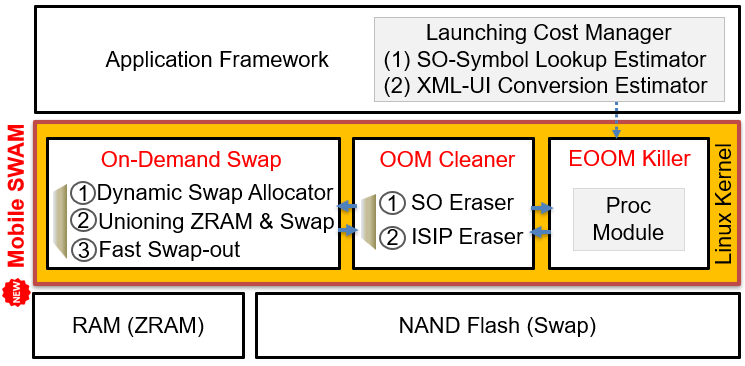 Launching Cost Manager
Application Framework
(1) SO-Symbol Lookup Estimator
(2) XML-UI Conversion Estimator
Mobile SWAM
NEW
On-Demand Swap
① Dynamic Swap Allocator
② Unioning ZRAM & Swap
③ Fast Swap-out
OOM Cleaner
① SO Eraser
② ISIP Eraser
EOOM Killer
Proc
Module
Linux Kernel
RAM (ZRAM)
NAND Flash (Swap)